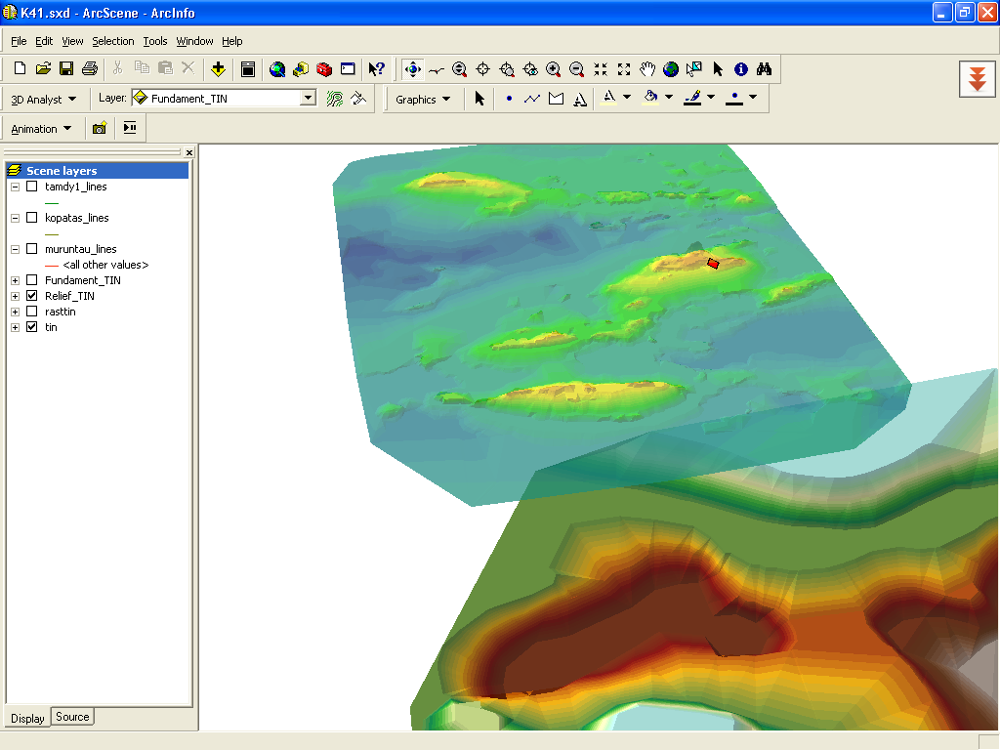 K41.sxd - ArcScene - ArcInfo
File Edit View Selection Tools Window Help
3D Analyst Layer: Fundament_TIN Graphics A A
Animation
Scene layers
tamdy1_lines
kopatas_lines
muruntau_lines
<all other values>
Fundament_TIN
Relief_TIN
rasttin
tin
Display Source